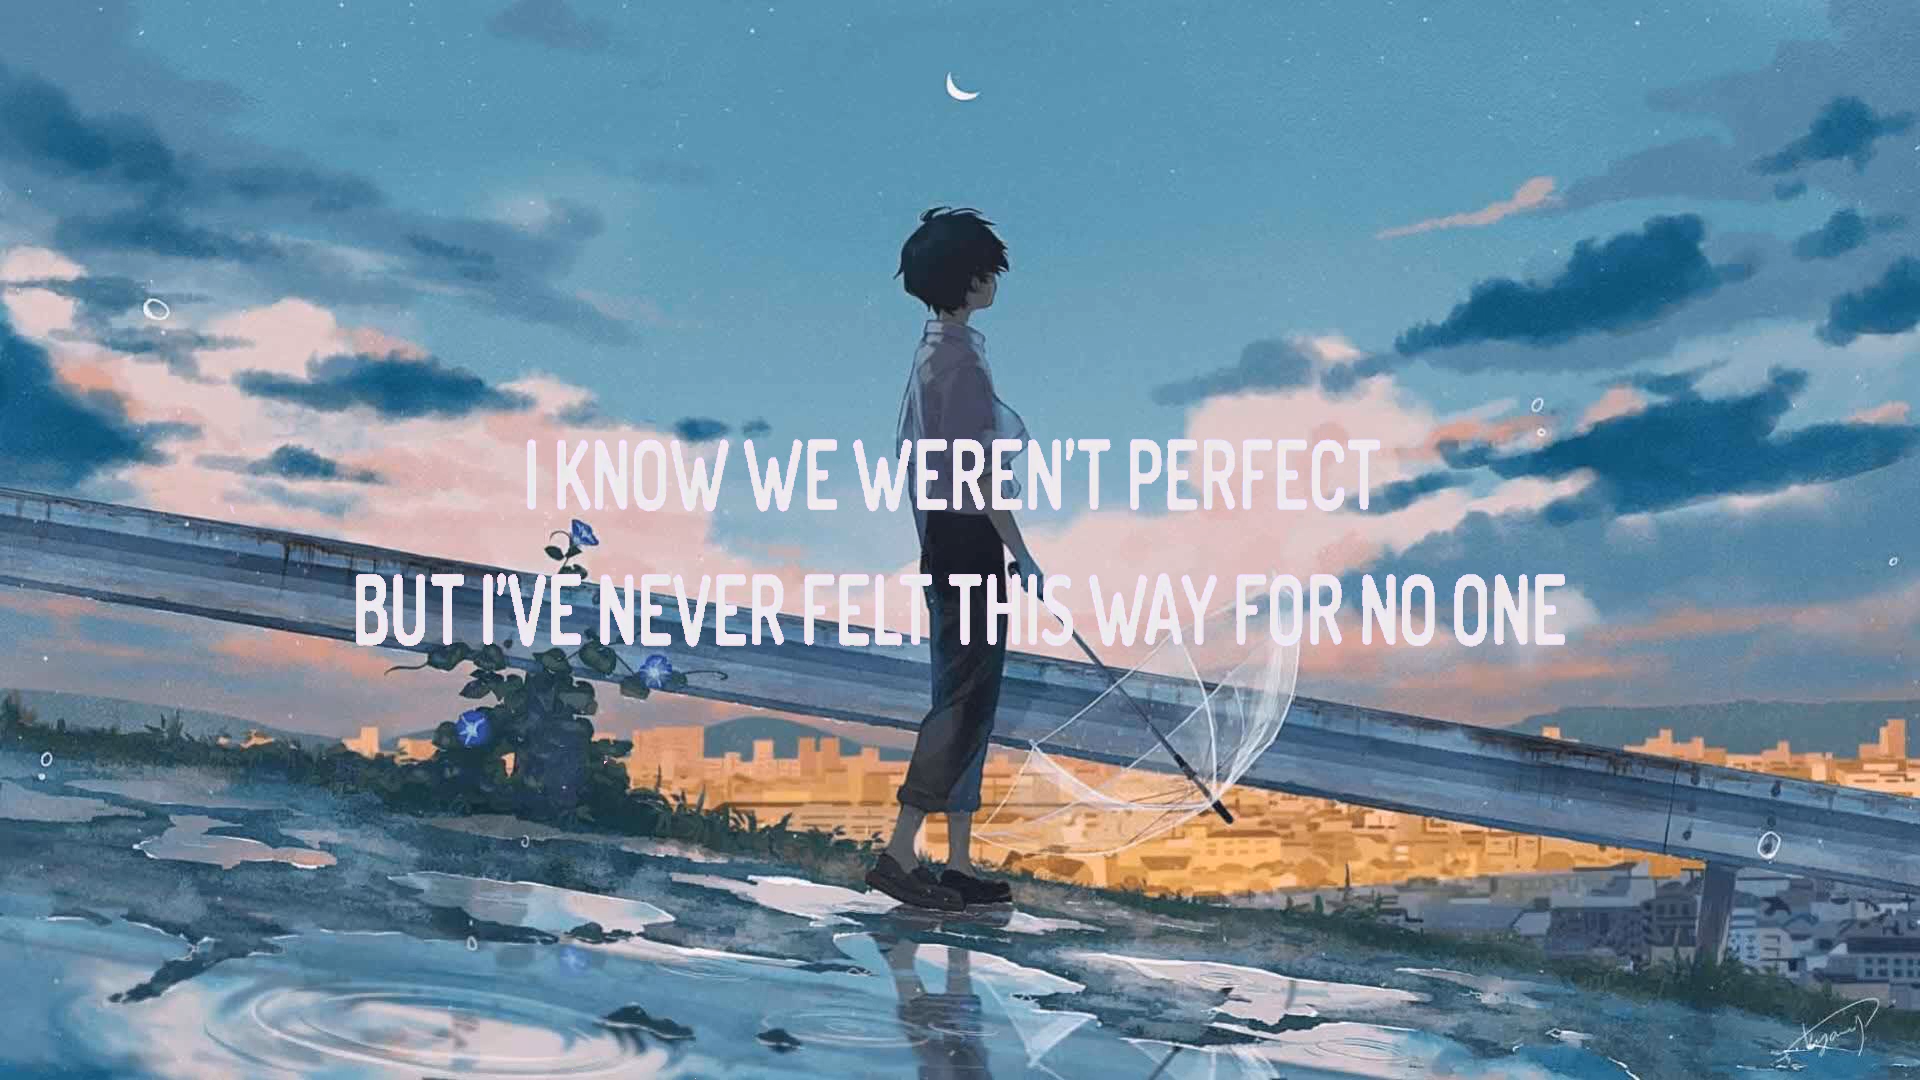 I KNOW WE WEREN'T PERFECT
BUT I'VE NEVER FELT THIS WAY FOR NO ONE